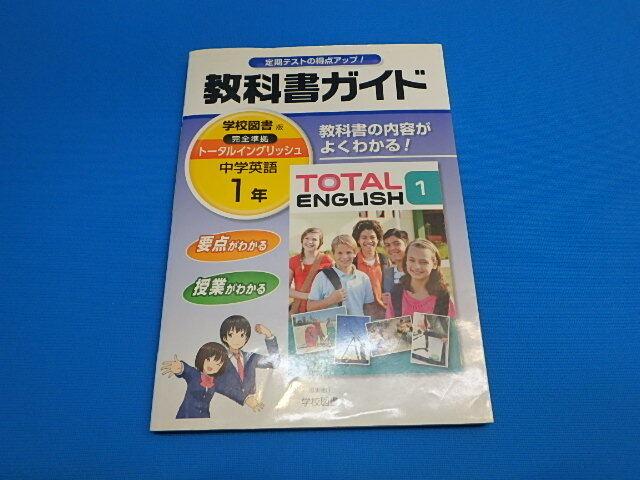 定期テストの得点アップ!
教科書ガイド
学校図書版
完全準拠
トータルイングリッシュ
中学英語
1年
教科書の内容が
よくわかる!
TOTAL
ENGLISH 1
要点がわかる
授業がわかる
学校図書